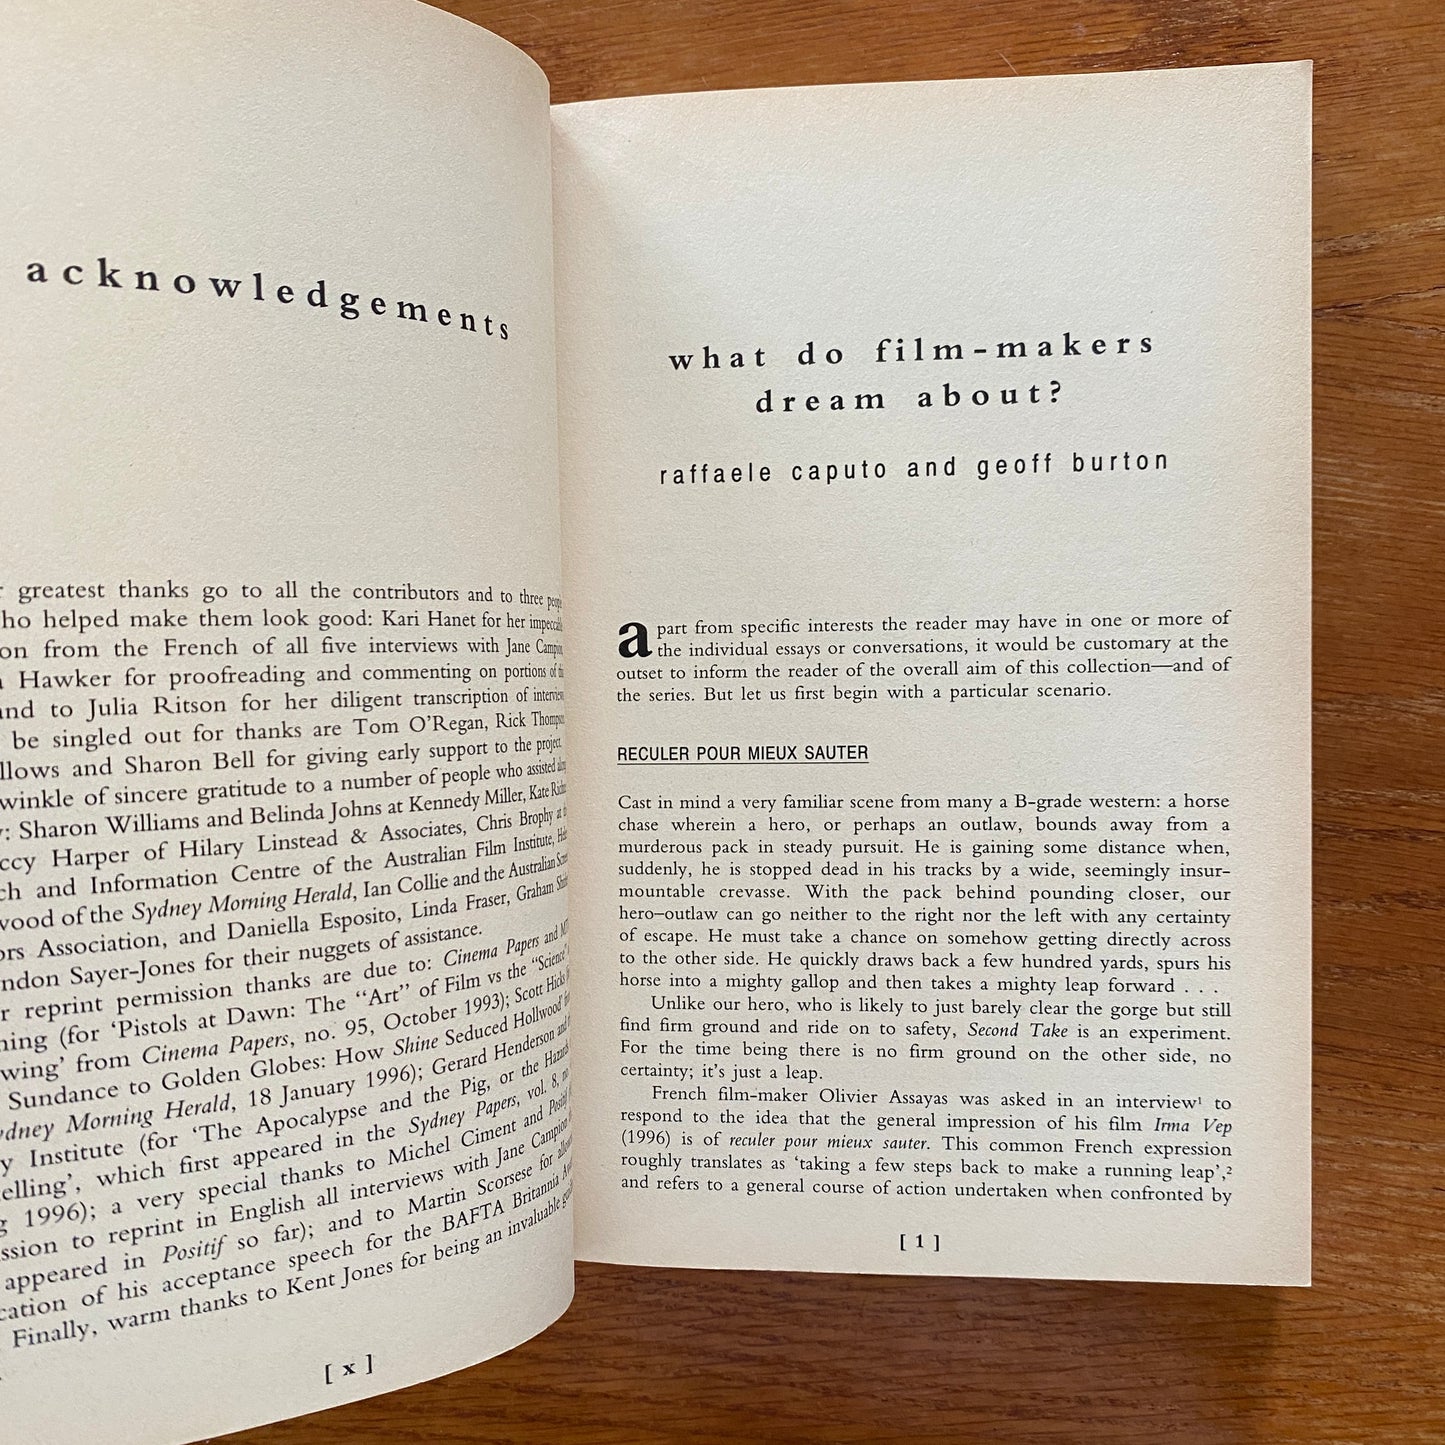 acknowledgements
greatest thanks go to all the contributors and to three
helped make them look good: Kari Hanet for her
from the French of all five interviews with Jane
Hawker for proofreading and commenting on portions of
and to Julia Ritson for her diligent transcription of
be singled out for thanks are Tom O'Regan, Rick
and Sharon Bell for giving early support to the project.
of sincere gratitude to a number of people who assisted
Sharon Williams and Belinda Johns at Kennedy Miller, Kate
Harper of Hilary Linstead & Associates, Chris Brophy at
and Information Centre of the Australian Film Institute,
of the Sydney Morning Herald, Ian Collie and the Australian
Association, and Daniella Esposito, Linda Fraser, Graham
Sayer-Jones for their nuggets of assistance.
reprint permission thanks are due to: Cinema Papers and
(for 'Pistols at Dawn: The "Art" of Film vs the "Science"
from Cinema Papers, no. 95, October 1993); Scott Hicks
Sundance to Golden Globes: How Shine Seduced Hollwood'
Morning Herald, 18 January 1996); Gerard Henderson and
Institute (for 'The Apocalypse and the Pig, or the
which first appeared in the Sydney Papers, vol. 8,
1996); a very special thanks to Michel Ciment and Positif
to reprint in English all interviews with Jane Campion
appeared in Positif so far); and to Martin Scorsese for
of his acceptance speech for the BAFTA Britannia
Finally, warm thanks to Kent Jones for being an invaluable
[ x ]
what do film-makers
dream about?
raffaele caputo and geoff burton
apart from specific interests the reader may have in one or more of
the individual essays or conversations, it would be customary at the
outset to inform the reader of the overall aim of this collection—and of
the series. But let us first begin with a particular scenario.
RECULER POUR MIEUX SAUTER
Cast in mind a very familiar scene from many a B-grade western: a horse
chase wherein a hero, or perhaps an outlaw, bounds away from a
murderous pack in steady pursuit. He is gaining some distance when,
suddenly, he is stopped dead in his tracks by a wide, seemingly insur-
mountable crevasse. With the pack behind pounding closer, our
hero–outlaw can go neither to the right nor the left with any certainty
of escape. He must take a chance on somehow getting directly across
to the other side. He quickly draws back a few hundred yards, spurs his
horse into a mighty gallop and then takes a mighty leap forward . . .
Unlike our hero, who is likely to just barely clear the gorge but still
find firm ground and ride on to safety, Second Take is an experiment.
For the time being there is no firm ground on the other side, no
certainty; it's just a leap.
French film-maker Olivier Assayas was asked in an interview¹ to
respond to the idea that the general impression of his film Irma Vep
(1996) is of reculer pour mieux sauter. This common French expression
roughly translates as 'taking a few steps back to make a running leap',²
and refers to a general course of action undertaken when confronted by
[ 1 ]